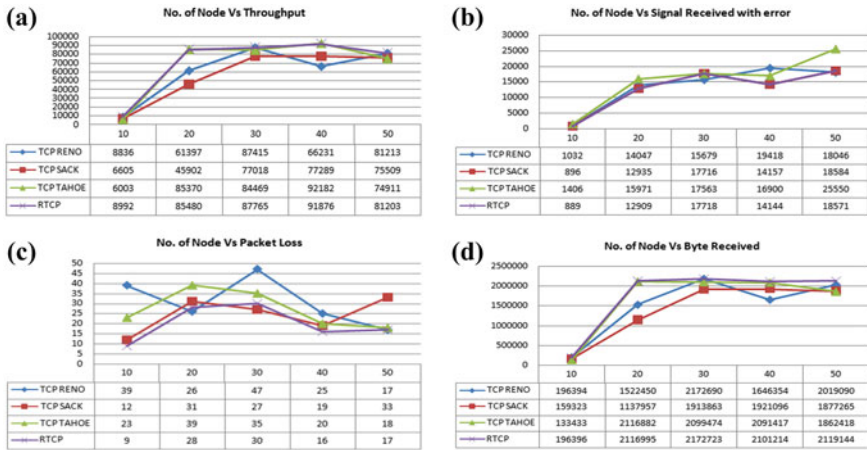 (a)
No. of Node Vs Throughput
100000
90000
80000
70000
60000
50000
40000
30000
20000
10000
0
10 20 30 40 50
TCP RENO 8836 61397 87415 66231 81213
TCP SACK 6605 45902 77018 77289 75509
TCP TAHOE 6003 85370 84469 92182 74911
RTCP 8992 85480 87765 91876 81203
(b)
No. of Node Vs Signal Received with error
30000
25000
20000
15000
10000
5000
0
10 20 30 40 50
TCP RENO 1032 14047 15679 19418 18046
TCP SACK 896 12935 17716 14157 18584
TCP TAHOE 1406 15971 17563 16900 25550
RTCP 889 12909 17718 14144 18571
(c)
No. of Node Vs Packet Loss
50
45
40
35
30
25
20
15
10
5
0
10 20 30 40 50
TCP RENO 39 26 47 25 17
TCP SACK 12 31 27 19 33
TCP TAHOE 23 39 35 20 18
RTCP 9 28 30 16 17
(d)
No. of Node Vs Byte Received
2500000
2000000
1500000
1000000
500000
0
10 20 30 40 50
TCP RENO 196394 1522450 2172690 1646354 2019090
TCP SACK 159323 1137957 1913863 1921096 1877265
TCP TAHOE 133433 2116882 2099474 2091417 1862418
RTCP 196396 2116995 2172723 2101214 2119144